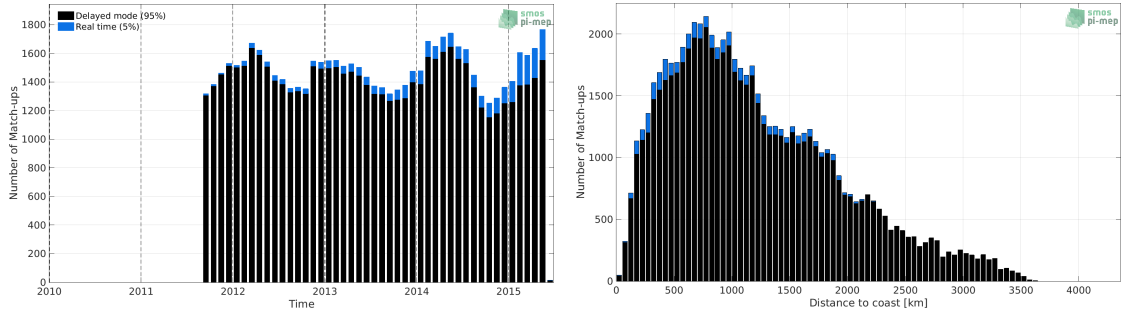 Delayed mode (95%)
Real time (5%)
smos
pi-mep
Number of Match-ups
1800
1600
1400
1200
1000
800
600
400
200
0
2010 2011 2012 2013 2014 2015
Time
smos
pi-mep
Number of Match-ups
2000
1500
1000
500
0
0 500 1000 1500 2000 2500 3000 3500 4000
Distance to coast [km]